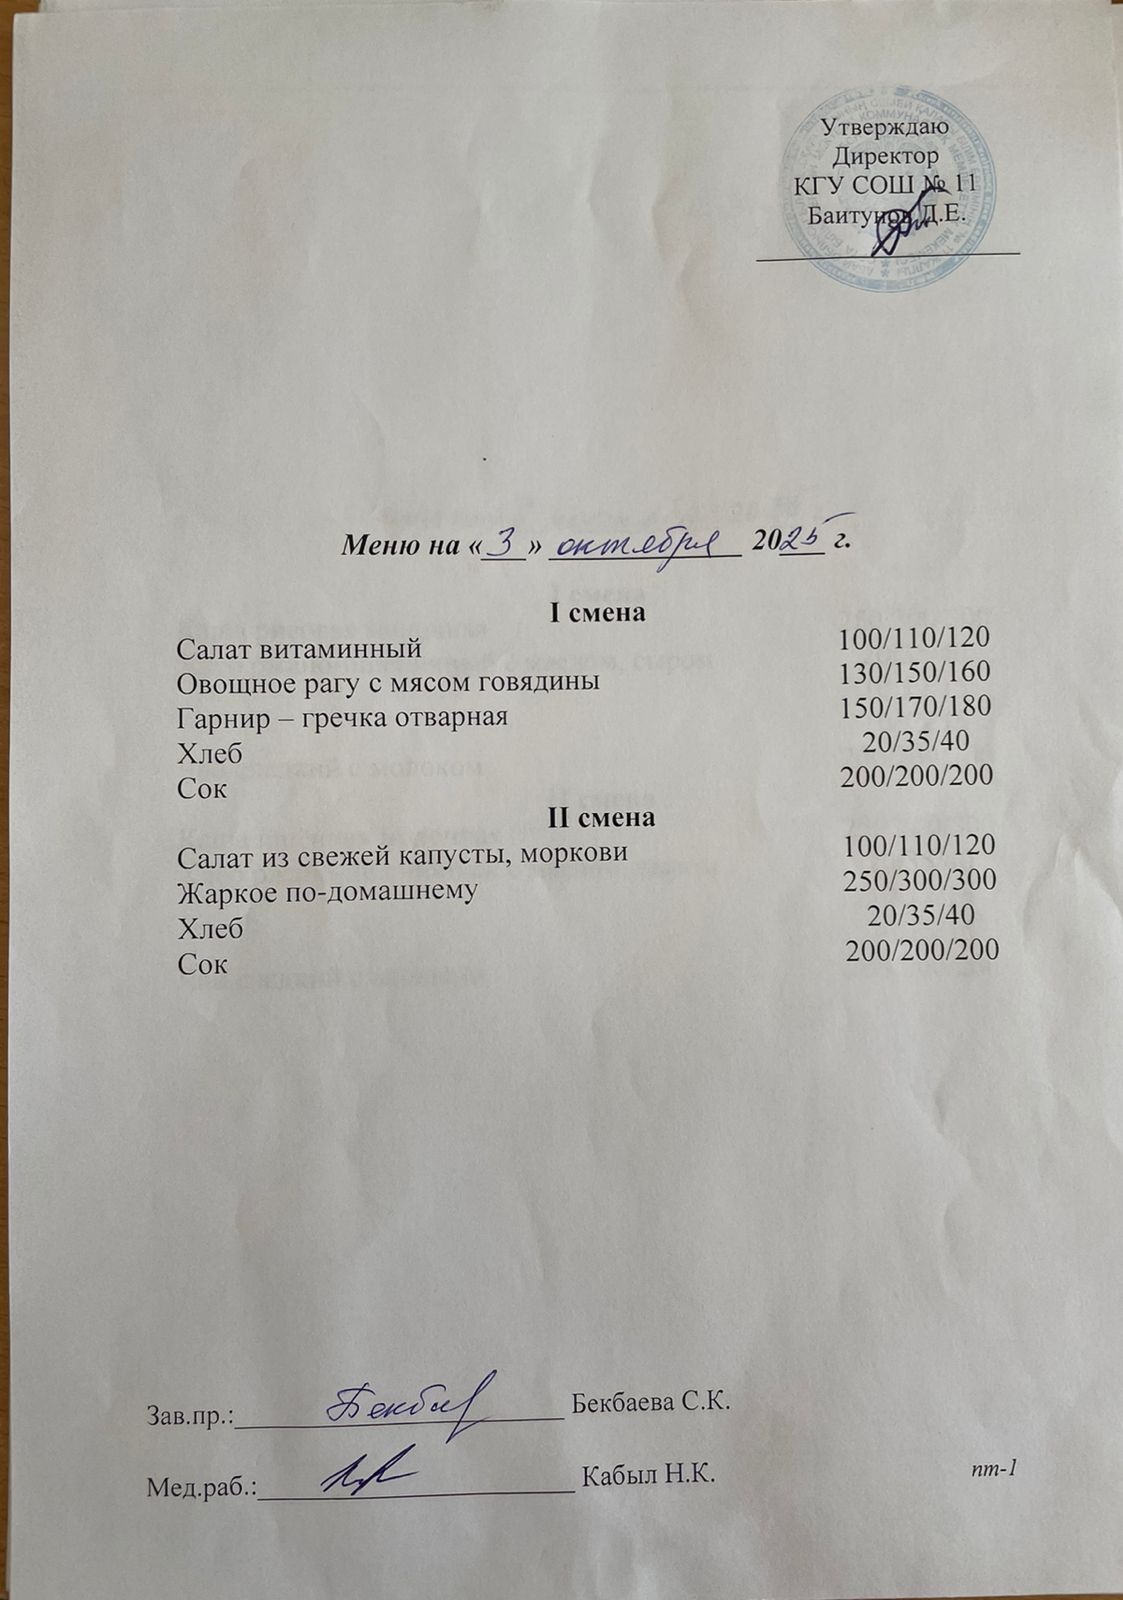 Утверждаю
Директор
КГУ СОШ № 11
Баитунов Д.Е.
Меню на «3» октября 2025 г.
I смена
Салат витаминный 100/110/120
Овощное рагу с мясом говядины 130/150/160
Гарнир – гречка отварная 150/170/180
Хлеб 20/35/40
Сок 200/200/200
II смена
Салат из свежей капусты, моркови 100/110/120
Жаркое по-домашнему 250/300/300
Хлеб 20/35/40
Сок 200/200/200
Зав.пр.: Бекбаева С.К.
Мед.раб.: Кабыл Н.К.
пт-1